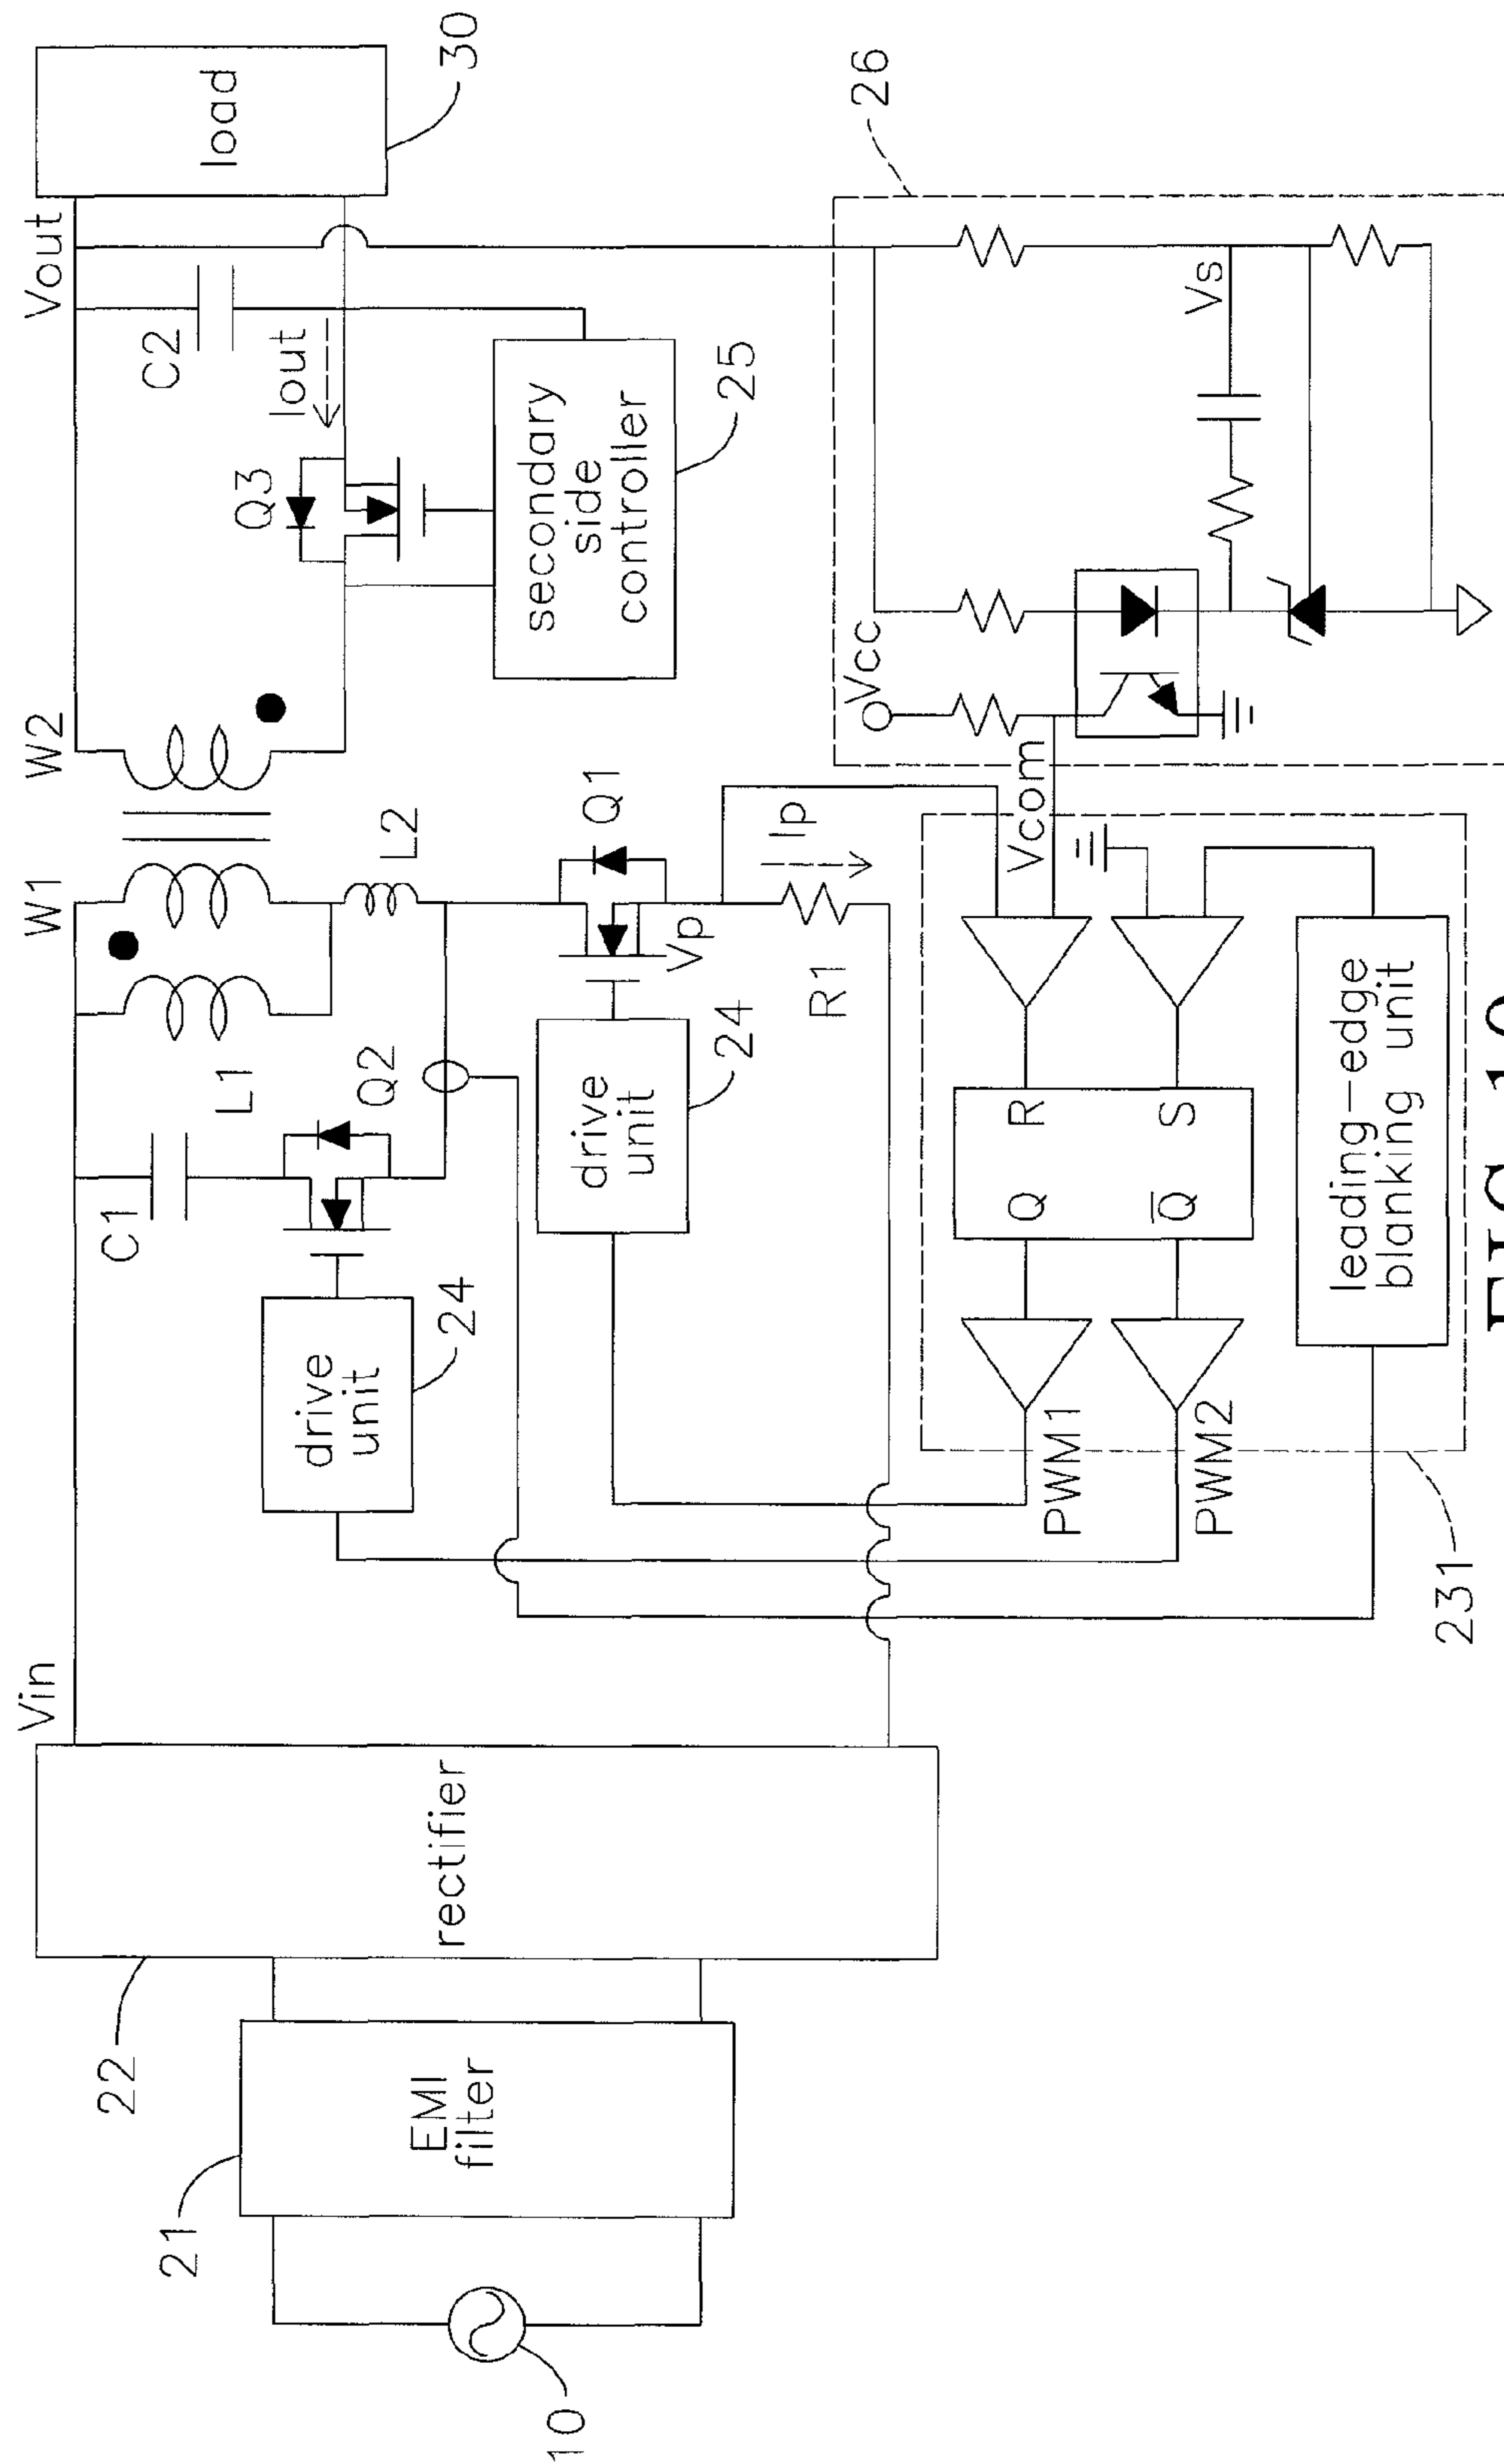 Vin
W1
W2
Vout
C1
L1
C2
load
30
Q2
L2
Q3
Iout
22
21
10
EMI
filter
rectifier
drive
unit
24
drive
unit
24
Q1
Vp
R1
Ip
secondary
side
controller
25
26
Vcc
Vcom
Vs
PWM1
PWM2
Q
R
Q̅
S
leading-edge
blanking unit
231